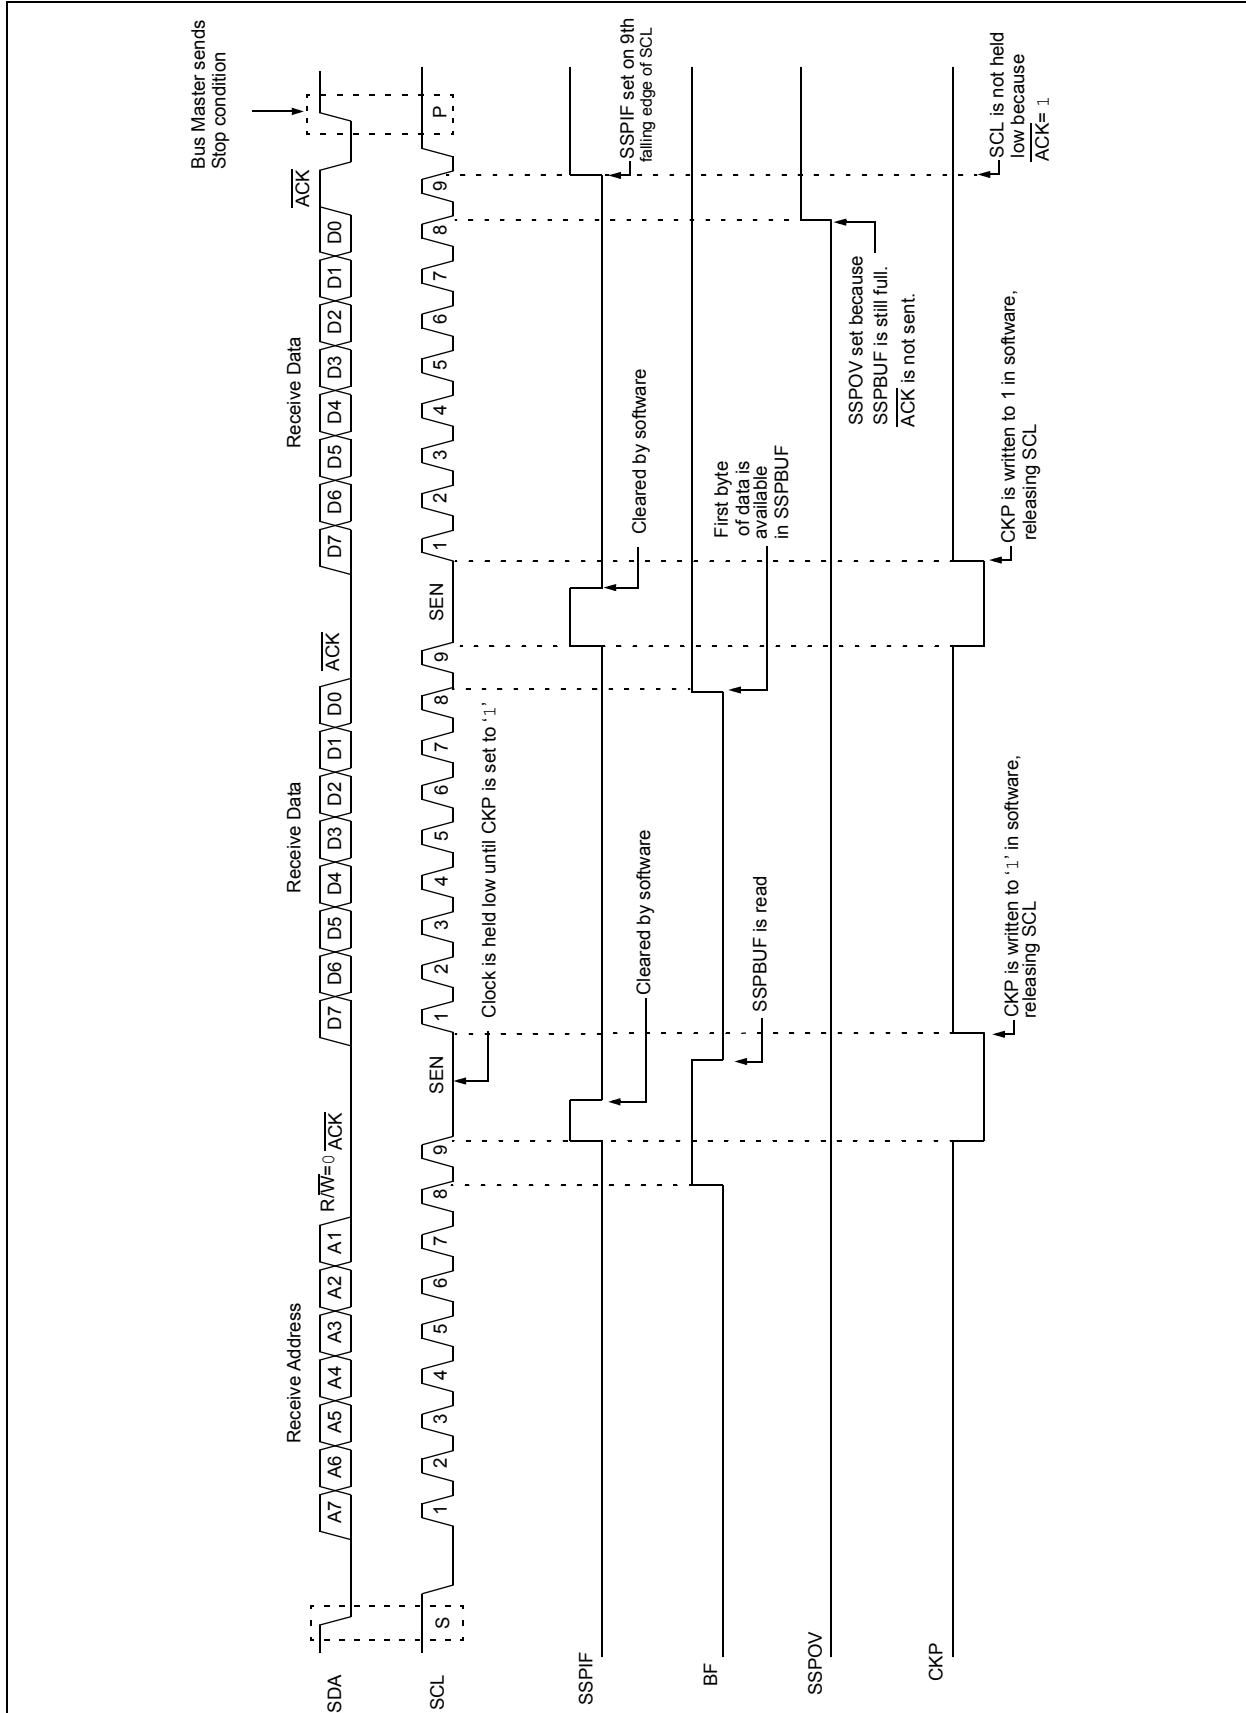 Bus Master sends
Stop condition
Receive Address
Receive Data
Receive Data
SDA
A7 A6 A5 A4 A3 A2 A1
R/W=0
ACK
D7 D6 D5 D4 D3 D2 D1 D0
ACK
D7 D6 D5 D4 D3 D2 D1 D0
ACK
SCL
S
1 2 3 4 5 6 7 8 9
SEN
1 2 3 4 5 6 7 8 9
SEN
1 2 3 4 5 6 7 8 9
P
Clock is held low until CKP is set to ‘1’
SSPIF
Cleared by software
Cleared by software
SSPIF set on 9th
falling edge of SCL
BF
SSPBUF is read
First byte
of data is
available
in SSPBUF
SSPOV
SSPOV set because
SSPBUF is still full.
ACK is not sent.
CKP
CKP is written to ‘1’ in software,
releasing SCL
CKP is written to 1 in software,
releasing SCL
SCL is not held
low because
ACK= 1